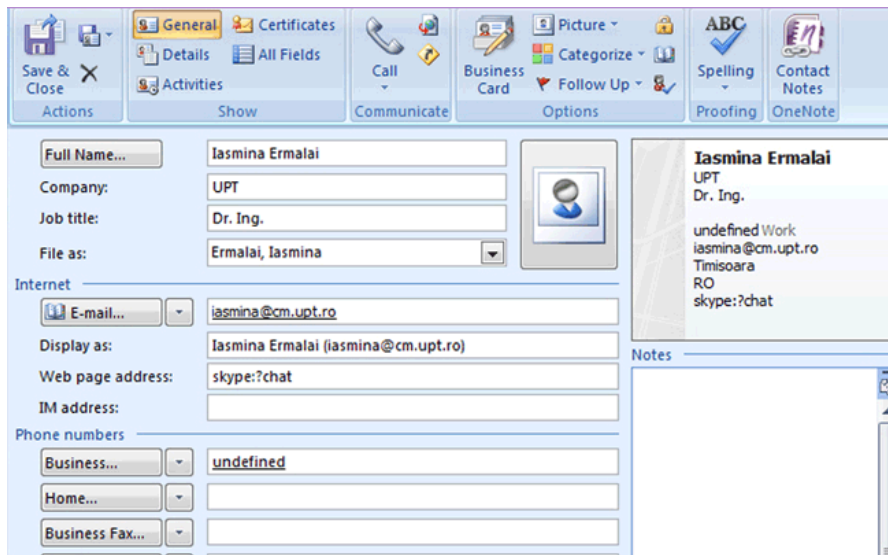 General
Certificates
Picture
ABC
Save &
Close
Details
All Fields
Call
Business
Card
Categorize
Spelling
Contact
Notes
Activities
Follow Up
Actions
Show
Communicate
Options
Proofing
OneNote
Full Name...
Iasmina Ermalai
Company:
UPT
Job title:
Dr. Ing.
File as:
Ermalai, Iasmina
Iasmina Ermalai
UPT
Dr. Ing.
undefined Work
iasmina@cm.upt.ro
Timisoara
RO
skype:?chat
Internet
E-mail...
iasmina@cm.upt.ro
Display as:
Iasmina Ermalai (iasmina@cm.upt.ro)
Web page address:
skype:?chat
IM address:
Notes
Phone numbers
Business...
undefined
Home...
Business Fax...